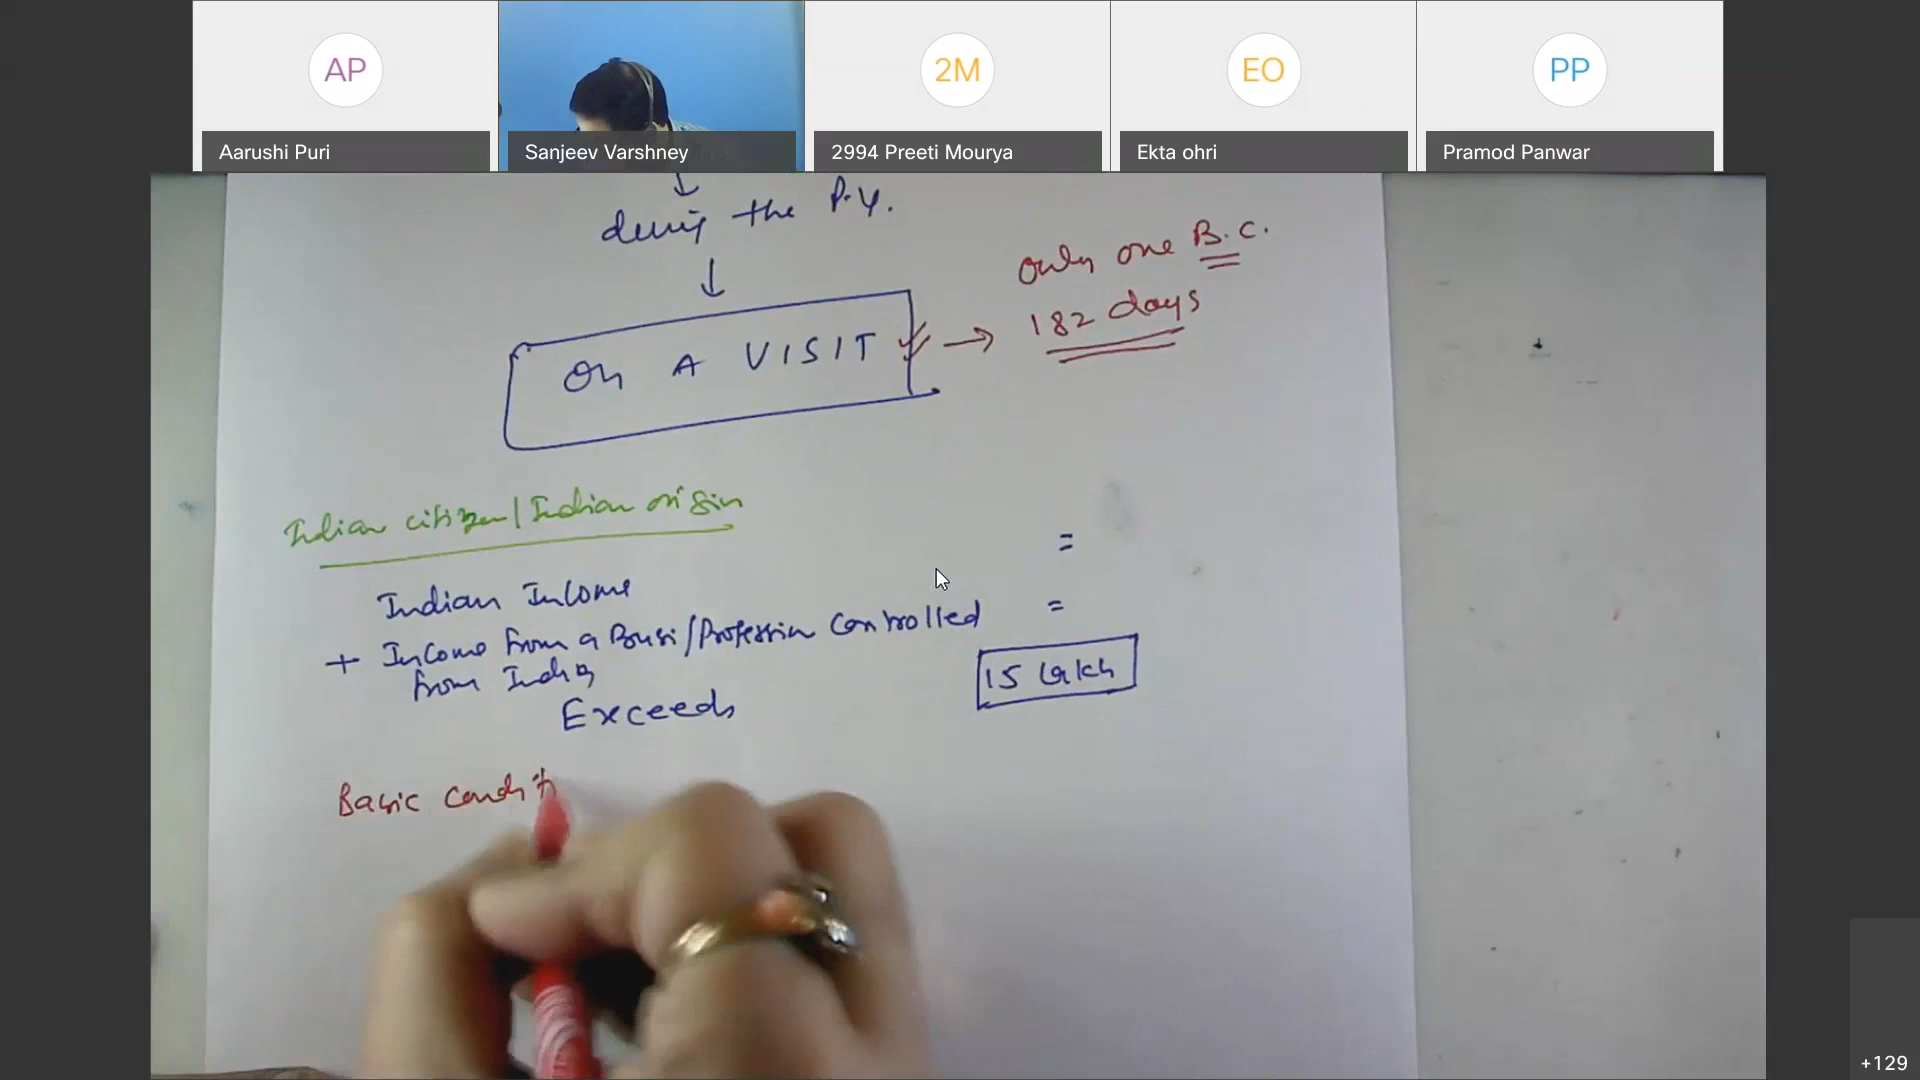 AP
2M
EO
PP
Aarushi Puri
Sanjeev Varshney
2994 Preeti Mourya
Ekta ohri
Pramod Panwar
during the P.Y.
only one B.C.
182 days
On A VISIT
Indian citizen/Indian origin
=
Indian Income
=
+ Income from a Busi/Profession controlled
from India
15 lakh
Exceeds
Basic condit
+129